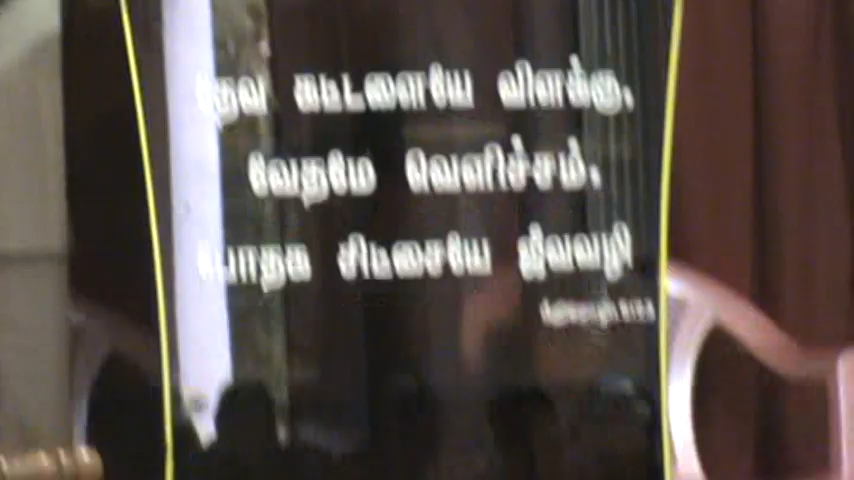 தேவ கட்டளையே விளக்கு,
வேதமே வெளிச்சம்.
போதக சிட்சையே ஜீவவழி